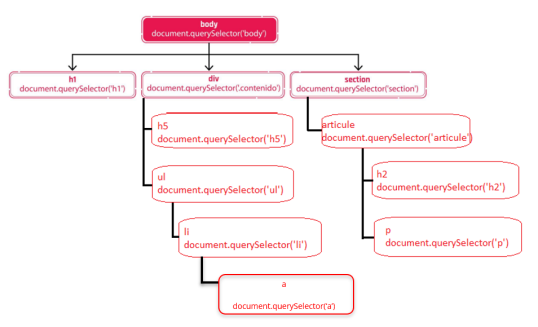 body
document.querySelector('body')
h1
document.querySelector('h1')
div
document.querySelector('.contenido')
section
document.querySelector('section')
h5
document.querySelector('h5')
ul
document.querySelector('ul')
li
document.querySelector('li')
a
document.querySelector('a')
articule
document.querySelector('articule')
h2
document.querySelector('h2')
p
document.querySelector('p')